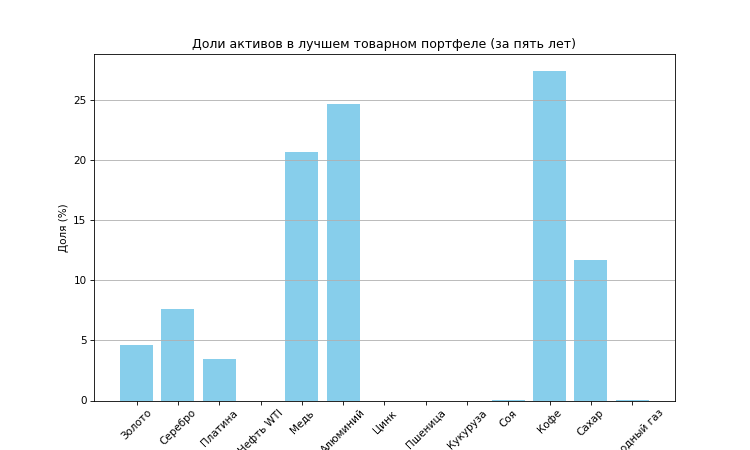 Доли активов в лучшем товарном портфеле (за пять лет)
Доля (%)
25
20
15
10
5
0
Золото
Серебро
Платина
Нефть WTI
Медь
Алюминий
Цинк
Пшеница
Кукуруза
Соя
Кофе
Сахар
газ